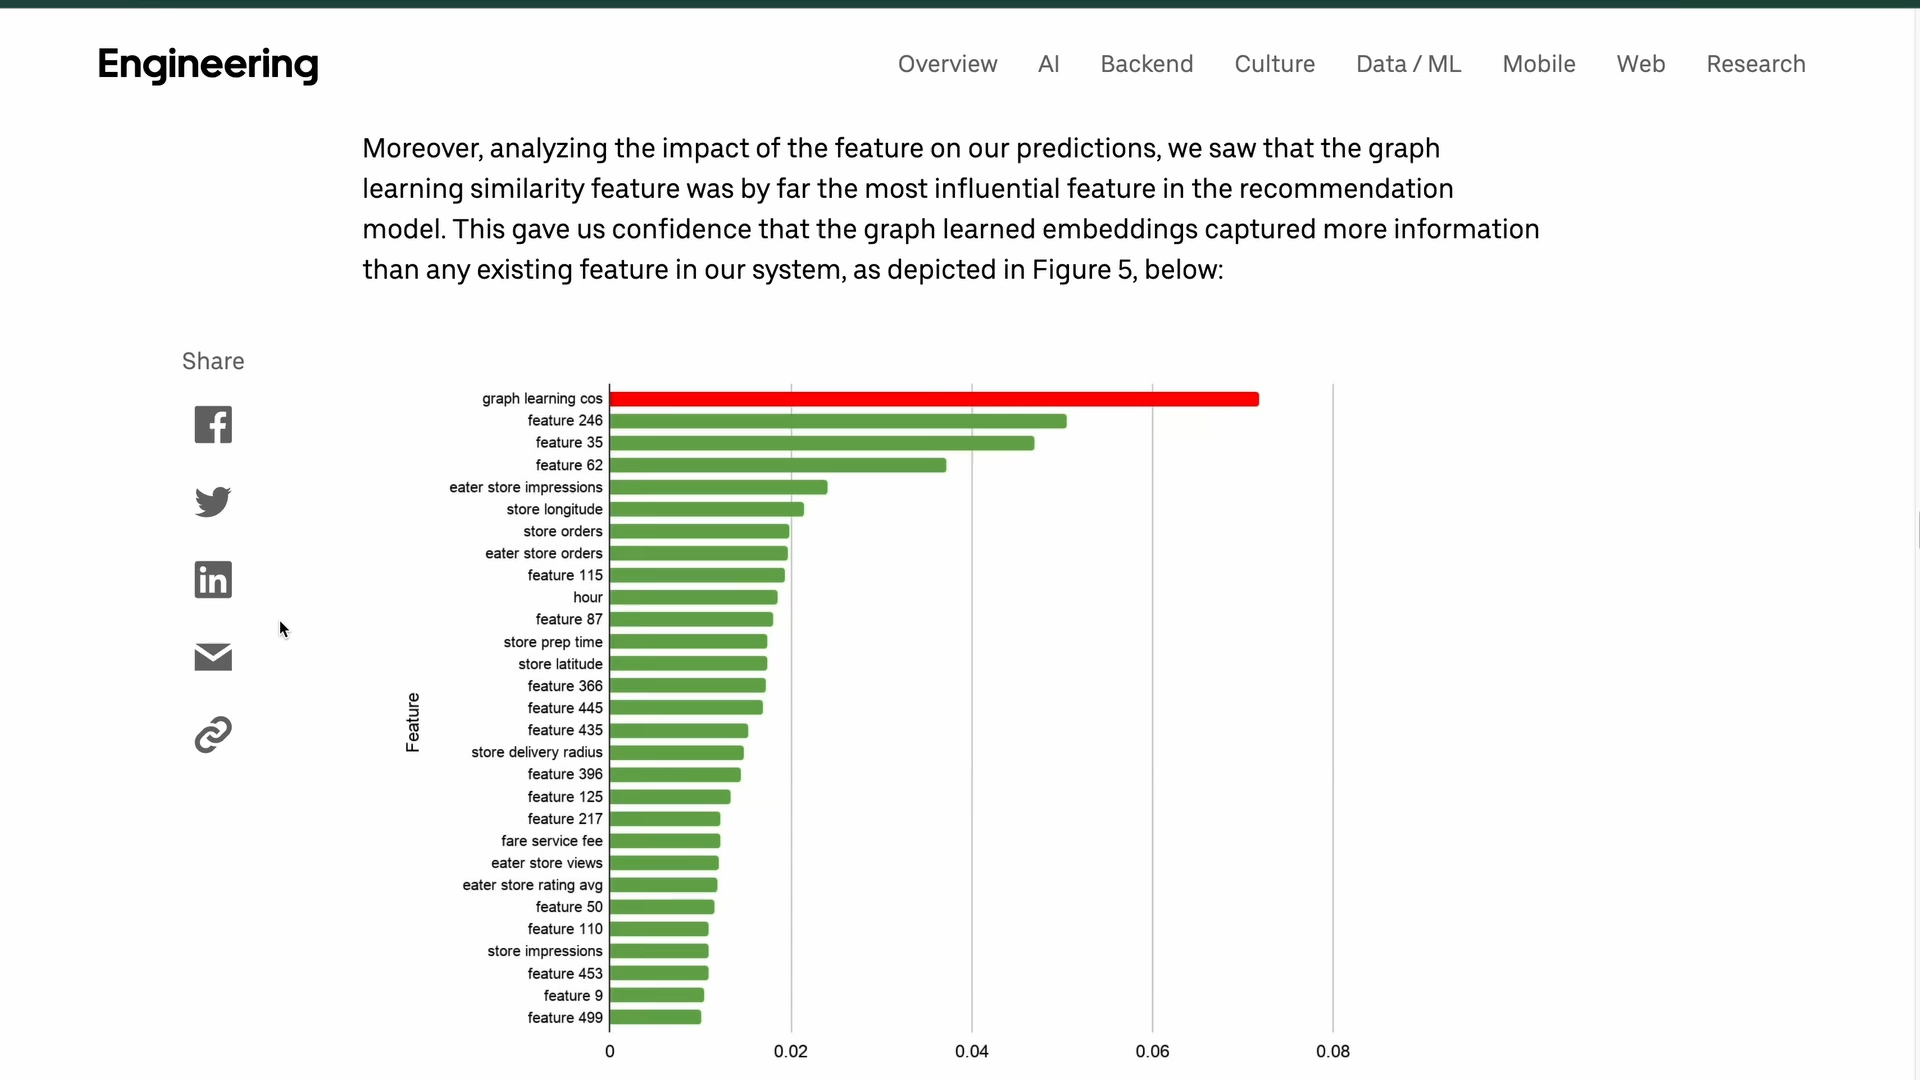 Engineering
Overview AI Backend Culture Data / ML Mobile Web Research
Moreover, analyzing the impact of the feature on our predictions, we saw that the graph
learning similarity feature was by far the most influential feature in the recommendation
model. This gave us confidence that the graph learned embeddings captured more information
than any existing feature in our system, as depicted in Figure 5, below:
Share
Feature
graph learning cos
feature 246
feature 35
feature 62
eater store impressions
store longitude
store orders
eater store orders
feature 115
hour
feature 87
store prep time
store latitude
feature 366
feature 445
feature 435
store delivery radius
feature 396
feature 125
feature 217
fare service fee
eater store views
eater store rating avg
feature 50
feature 110
store impressions
feature 453
feature 9
feature 499
0 0.02 0.04 0.06 0.08